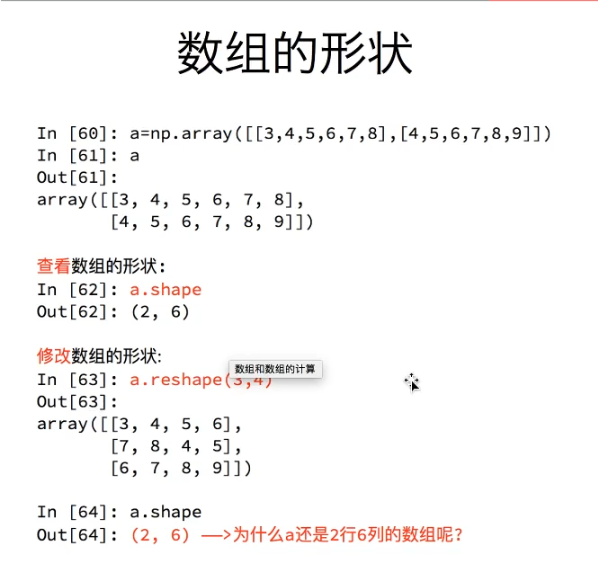 数组的形状
In [60]: a=np.array([[3,4,5,6,7,8],[4,5,6,7,8,9]])
In [61]: a
Out[61]:
array([[3, 4, 5, 6, 7, 8],
       [4, 5, 6, 7, 8, 9]])
查看数组的形状:
In [62]: a.shape
Out[62]: (2, 6)
修改数组的形状:
数组和数组的计算
In [63]: a.reshape(3,4)
Out[63]:
array([[3, 4, 5, 6],
       [7, 8, 4, 5],
       [6, 7, 8, 9]])
In [64]: a.shape
Out[64]: (2, 6) ——>为什么a还是2行6列的数组呢?